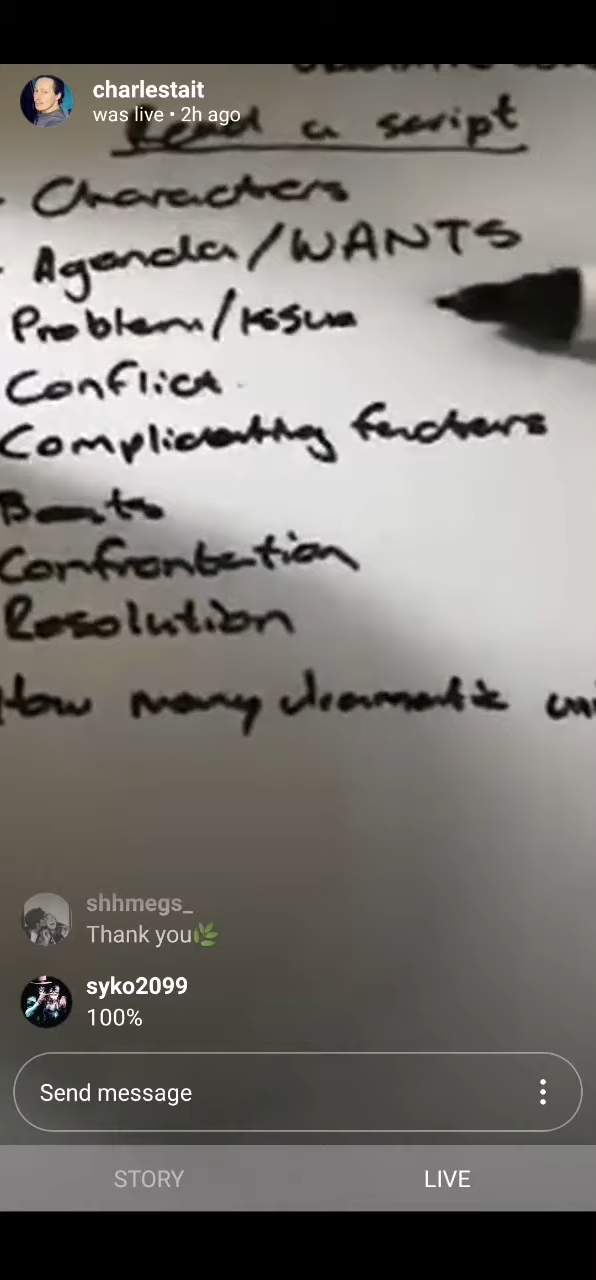 charlestait
was live • 2h ago
Read a script
Characters
Agenda/WANTS
Problem/Issue
Conflict
Complicating factors
Beats
Confrontation
Resolution
How many dramatic
shhmegs_
Thank you🌿
syko2099
100%
Send message
STORY
LIVE